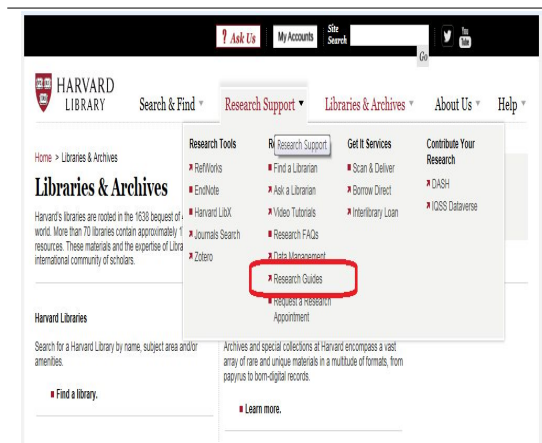 ? Ask Us
My Accounts
Site Search
Go
You Tube
HARVARD
LIBRARY
Search & Find
Research Support
Libraries & Archives
About Us
Help
Research Tools
RefWorks
EndNote
Harvard LibX
Journals Search
Zotero
Research Support
Find a Librarian
Ask a Librarian
Video Tutorials
Research FAQs
Data Management
Research Guides
Request a Research
Appointment
Get It Services
Scan & Deliver
Borrow Direct
Interlibrary Loan
Contribute Your
Research
DASH
IQSS Dataverse
Home > Libraries & Archives
Libraries & Archives
Harvard's libraries are rooted in the 1638 bequest of
world. More than 70 libraries contain approximately
resources. These materials and the expertise of
international community of scholars.
Harvard Libraries
Search for a Harvard Library by name, subject area and/or
amenities.
Find a library.
Archives and special collections at Harvard encompass a vast
array of rare and unique materials in a multitude of formats, from
papyrus to born-digital records.
Learn more.